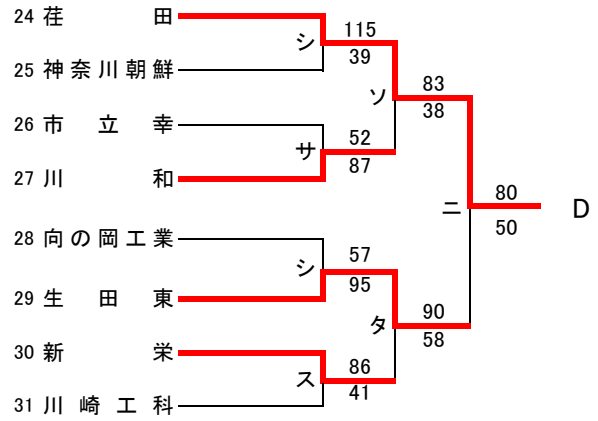 24 荏田
シ 115
39
25 神奈川朝鮮
ソ 83
38
26 市立幸
サ 52
87
27 川和
ニ 80
50
D
28 向の岡工業
シ 57
95
29 生田東
タ 90
58
30 新栄
ス 86
41
31 川崎工科